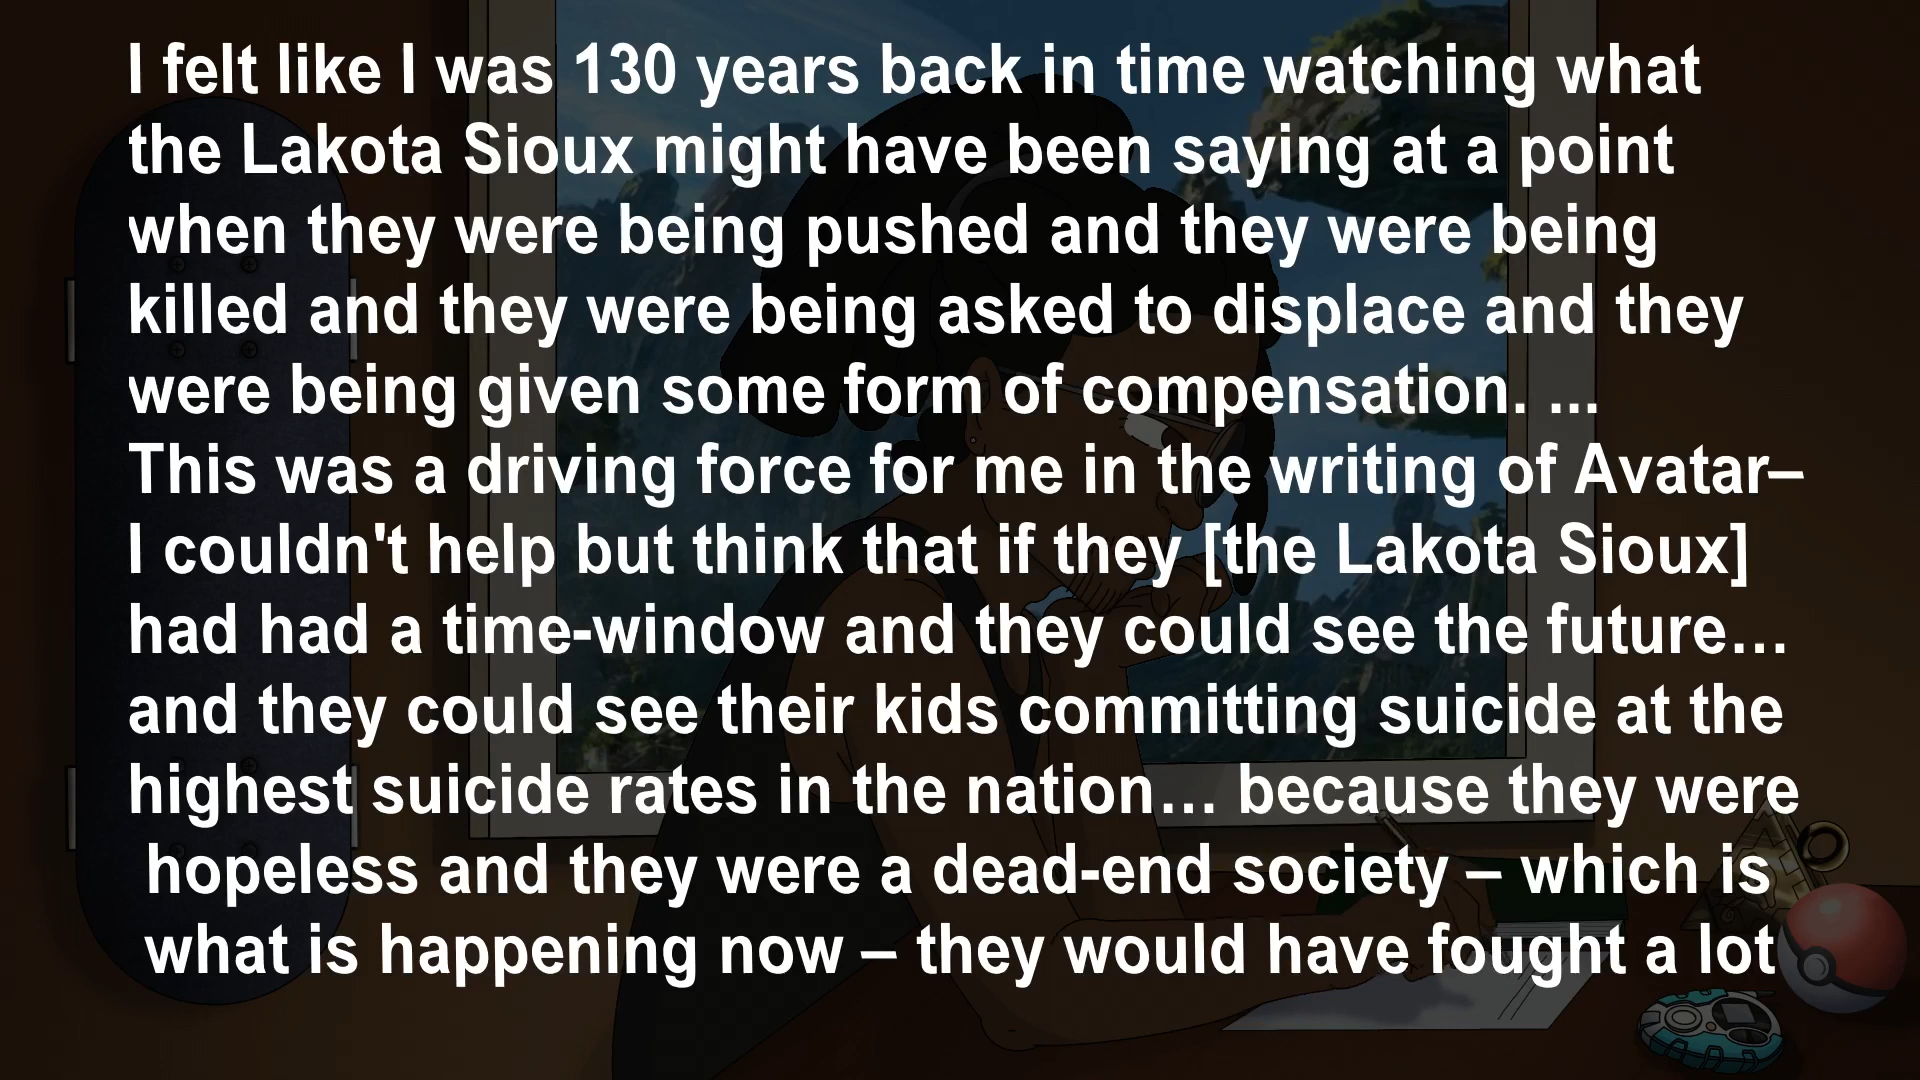 I felt like I was 130 years back in time watching what
the Lakota Sioux might have been saying at a point
when they were being pushed and they were being
killed and they were being asked to displace and they
were being given some form of compensation. ...
This was a driving force for me in the writing of Avatar–
I couldn't help but think that if they [the Lakota Sioux]
had had a time-window and they could see the future…
and they could see their kids committing suicide at the
highest suicide rates in the nation… because they were
hopeless and they were a dead-end society – which is
what is happening now – they would have fought a lot